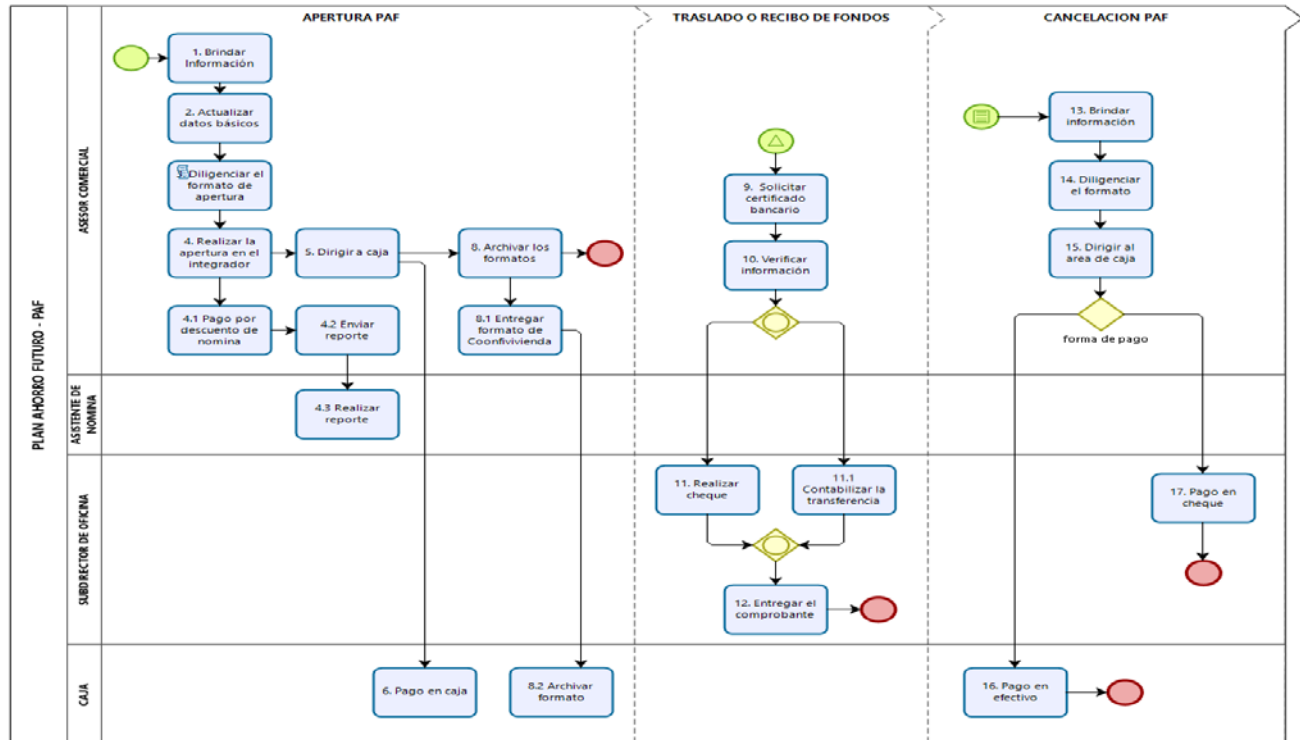 APERTURA PAF
TRASLADO O RECIBO DE FONDOS
CANCELACION PAF
PLAN AHORRO FUTURO - PAF
ASESOR COMERCIAL
1. Brindar
Información
2. Actualizar
datos básicos
Diligenciar el
formato de
apertura
4. Realizar la
apertura en el
integrador
5. Dirigir a caja
8. Archivar los
formatos
4.1 Pago por
descuento de
nomina
4.2 Enviar
reporte
8.1 Entregar
formato de
Coonfivivienda
9. Solicitar
certificado
bancario
10. Verificar
información
13. Brindar
información
14. Diligenciar
el formato
15. Dirigir al
area de caja
forma de pago
ASISTENTE DE
NOMINA
4.3 Realizar
reporte
SUBDIRECTOR DE OFICINA
11. Realizar
cheque
11.1
Contabilizar la
transferencia
12. Entregar el
comprobante
17. Pago en
cheque
CAJA
6. Pago en caja
8.2 Archivar
formato
16. Pago en
efectivo